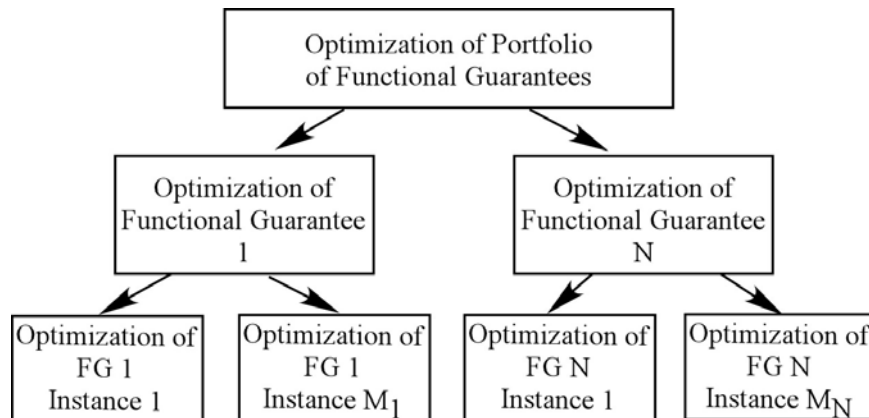 Optimization of Portfolio
of Functional Guarantees
Optimization of
Functional Guarantee
1
Optimization of
Functional Guarantee
N
Optimization of
FG 1
Instance 1
Optimization of
FG 1
Instance M1
Optimization of
FG N
Instance 1
Optimization of
FG N
Instance MN